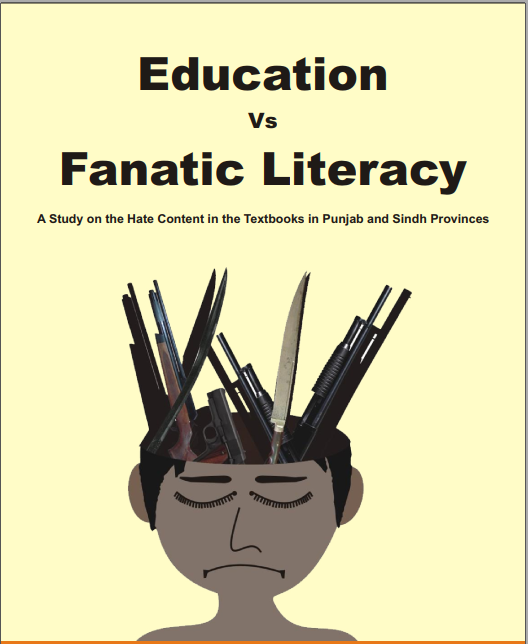 Education
Vs
Fanatic Literacy
A Study on the Hate Content in the Textbooks in Punjab and Sindh Provinces